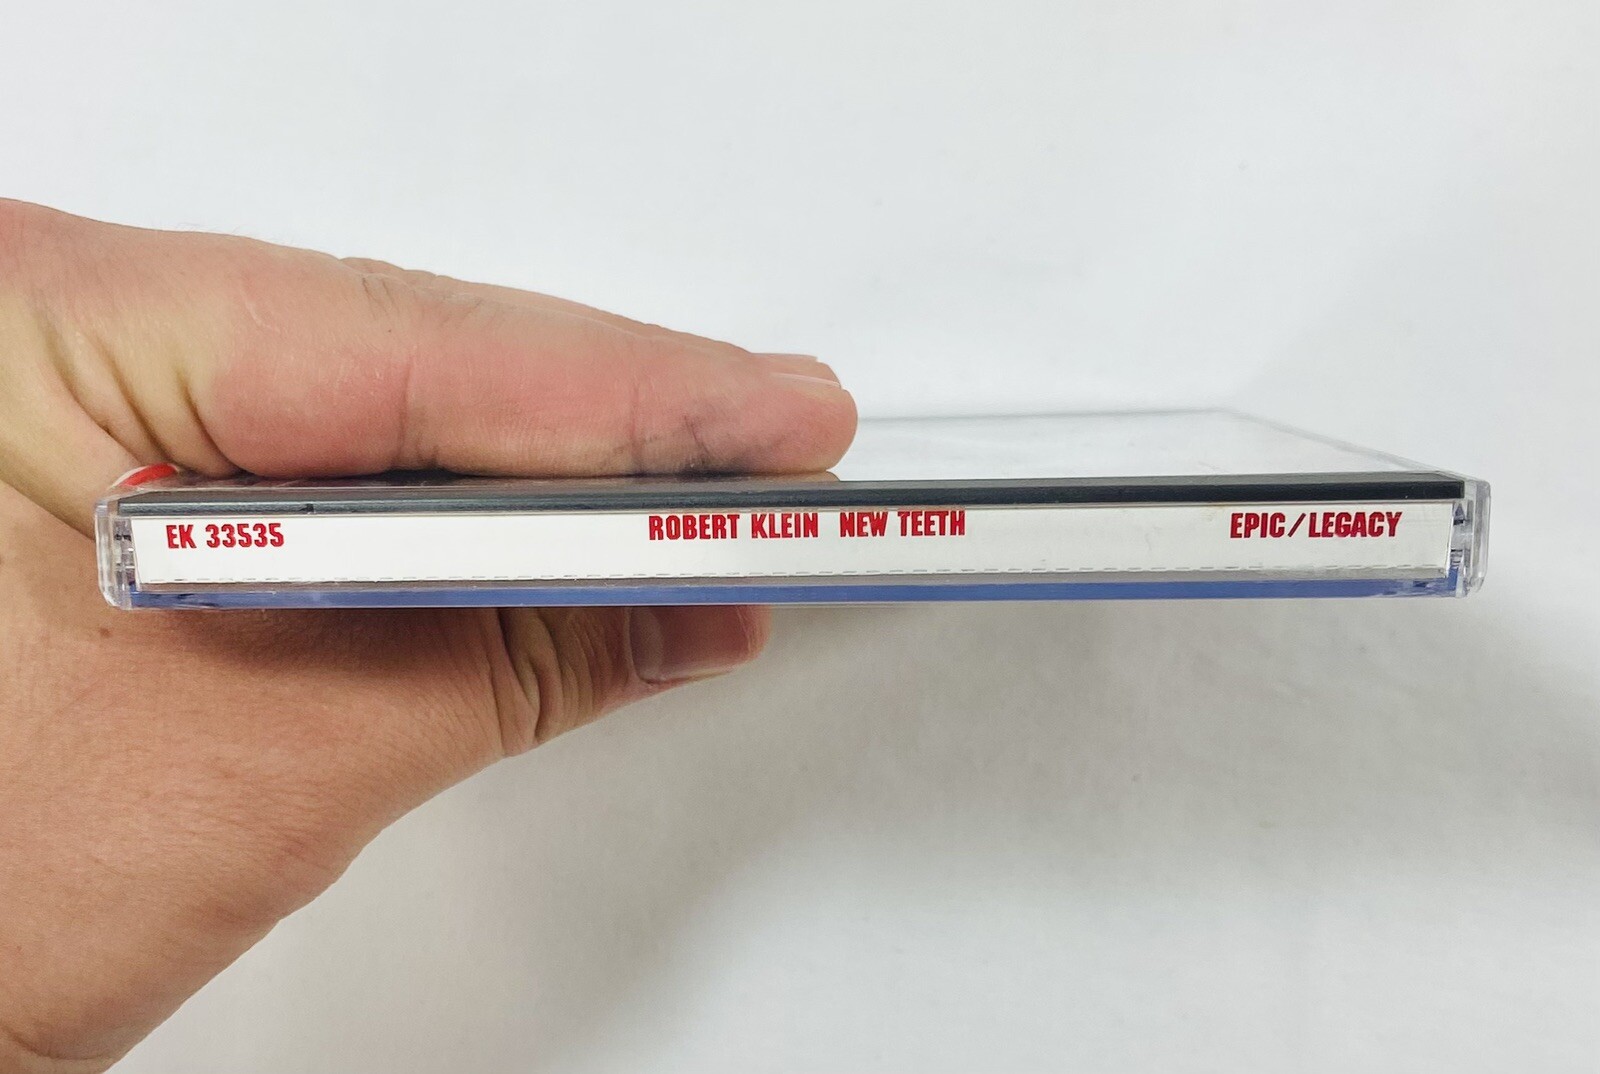 EK 33535 ROBERT KLEIN NEW TEETH EPIC/LEGACY